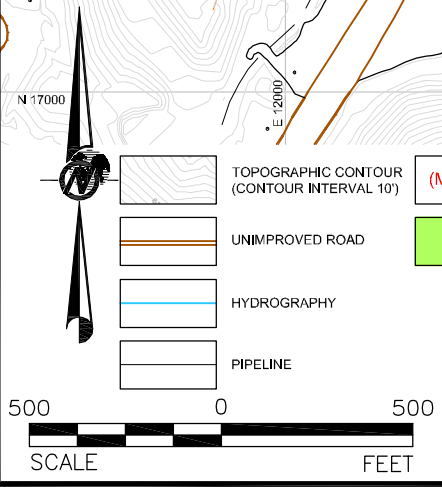 N 17000
E 12000
N
TOPOGRAPHIC CONTOUR
(CONTOUR INTERVAL 10')
(M
UNIMPROVED ROAD
HYDROGRAPHY
PIPELINE
500 0 500
SCALE FEET